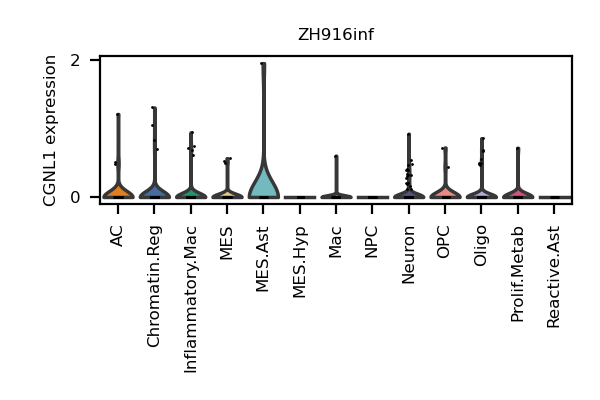 ZH916inf
CGNL1 expression
2
0
AC
Chromatin.Reg
Inflammatory.Mac
MES
MES.Ast
MES.Hyp
Mac
NPC
Neuron
OPC
Oligo
Prolif.Metab
Reactive.Ast